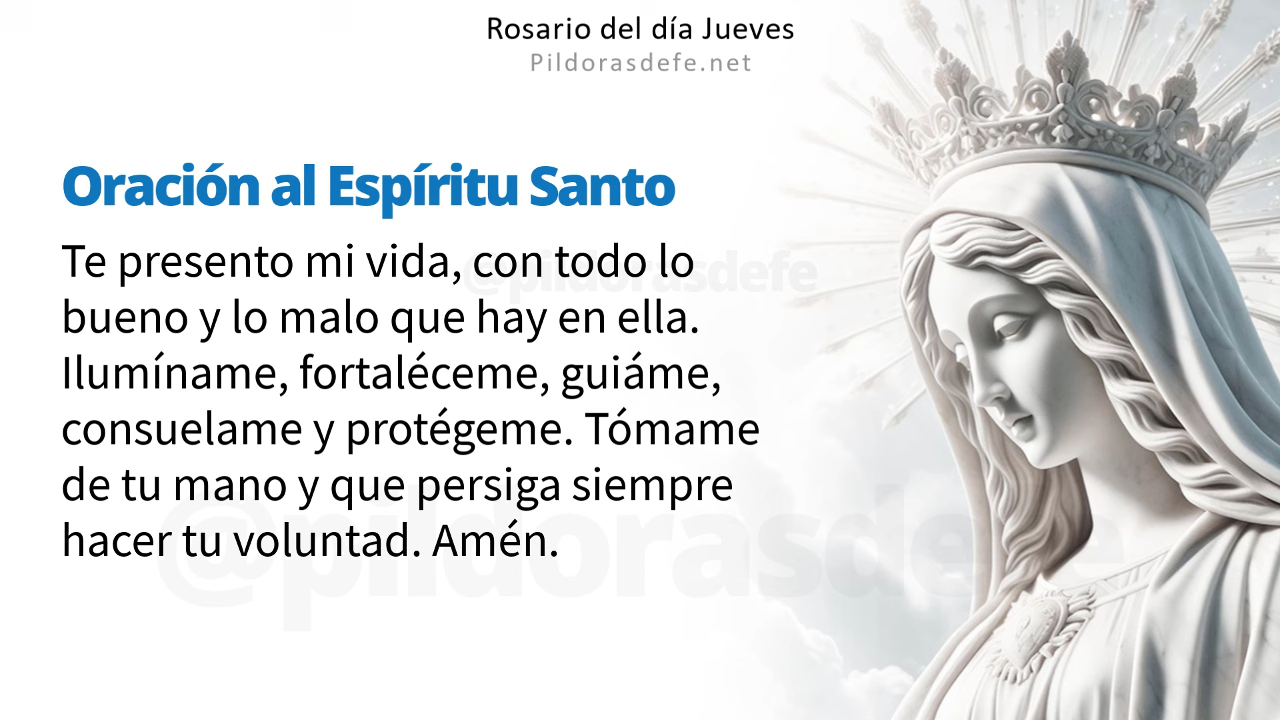 Rosario del día Jueves
Pildorasdefe.net
Oración al Espíritu Santo
Te presento mi vida, con todo lo
bueno y lo malo que hay en ella.
Ilumíname, fortaléceme, guiáme,
consuelame y protégeme. Tómame
de tu mano y que persiga siempre
hacer tu voluntad. Amén.
@pildorasdefe
@pildorasdefe